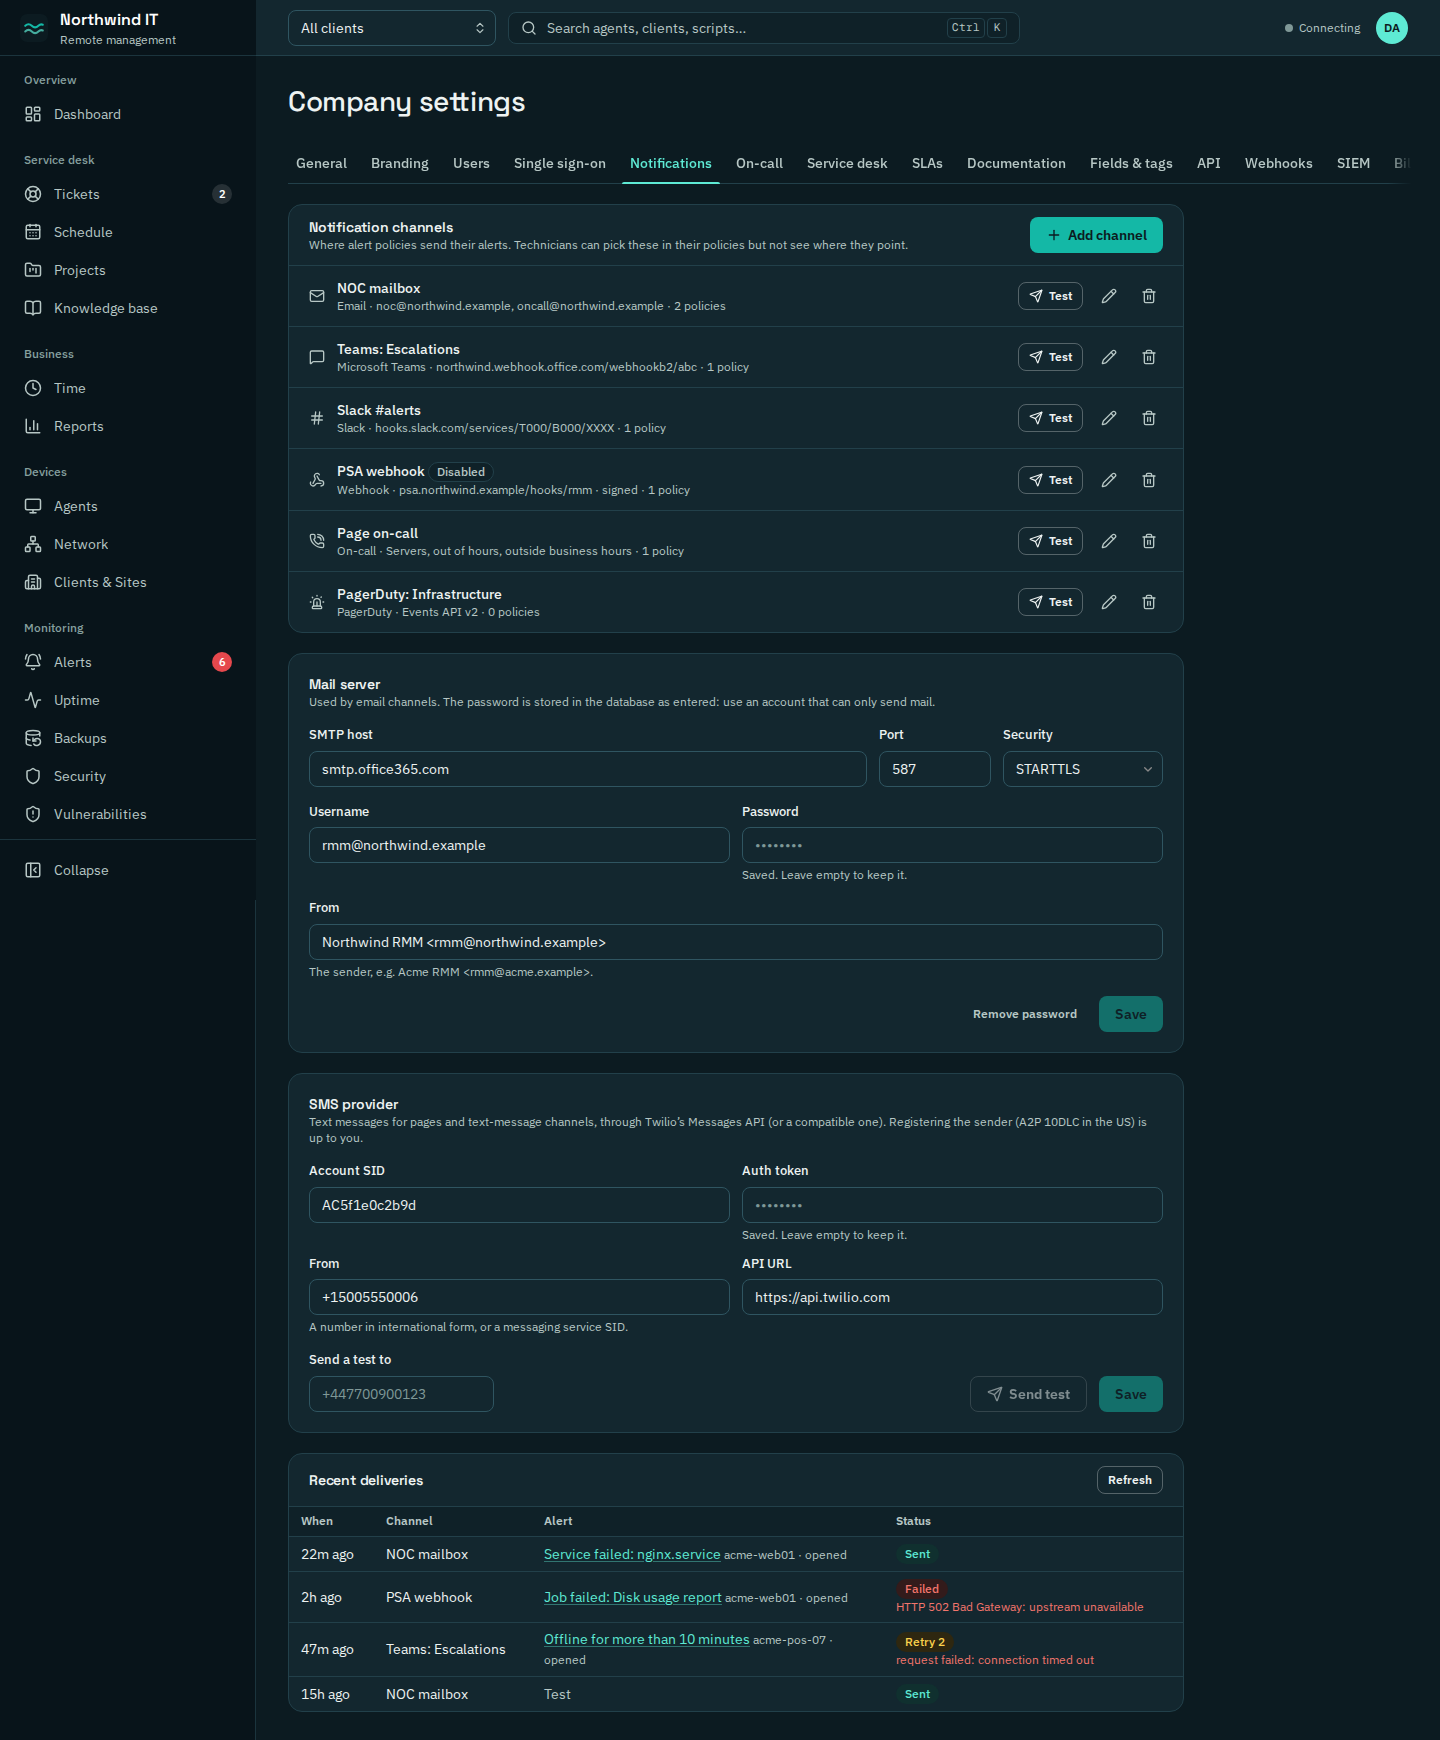 Northwind IT
Remote management
All clients
Search agents, clients, scripts...
Ctrl K
Connecting
DA
Overview
Dashboard
Service desk
Tickets 2
Schedule
Projects
Knowledge base
Business
Time
Reports
Devices
Agents
Network
Clients & Sites
Monitoring
Alerts 6
Uptime
Backups
Security
Vulnerabilities
Collapse
Company settings
General Branding Users Single sign-on Notifications On-call Service desk SLAs Documentation Fields & tags API Webhooks SIEM
Notification channels
Where alert policies send their alerts. Technicians can pick these in their policies but not see where they point.
Add channel
NOC mailbox
Email · noc@northwind.example, oncall@northwind.example · 2 policies
Test
Teams: Escalations
Microsoft Teams · northwind.webhook.office.com/webhookb2/abc · 1 policy
Test
Slack #alerts
Slack · hooks.slack.com/services/T000/B000/XXXX · 1 policy
Test
PSA webhook Disabled
Webhook · psa.northwind.example/hooks/rmm · signed · 1 policy
Test
Page on-call
On-call · Servers, out of hours, outside business hours · 1 policy
Test
PagerDuty: Infrastructure
PagerDuty · Events API v2 · 0 policies
Test
Mail server
Used by email channels. The password is stored in the database as entered: use an account that can only send mail.
SMTP host Port Security
smtp.office365.com 587 STARTTLS
Username Password
rmm@northwind.example ••••••••
Saved. Leave empty to keep it.
From
Northwind RMM <rmm@northwind.example>
The sender, e.g. Acme RMM <rmm@acme.example>.
Remove password Save
SMS provider
Text messages for pages and text-message channels, through Twilio's Messages API (or a compatible one). Registering the sender (A2P 10DLC in the US) is
up to you.
Account SID Auth token
AC5f1e0c2b9d ••••••••
Saved. Leave empty to keep it.
From API URL
+15005550006 https://api.twilio.com
A number in international form, or a messaging service SID.
Send a test to
+447700900123 Send test Save
Recent deliveries Refresh
When Channel Alert Status
22m ago NOC mailbox Service failed: nginx.service acme-web01 · opened Sent
2h ago PSA webhook Job failed: Disk usage report acme-web01 · opened Failed
HTTP 502 Bad Gateway: upstream unavailable
47m ago Teams: Escalations Offline for more than 10 minutes acme-pos-07 · opened Retry 2
request failed: connection timed out
15h ago NOC mailbox Test Sent